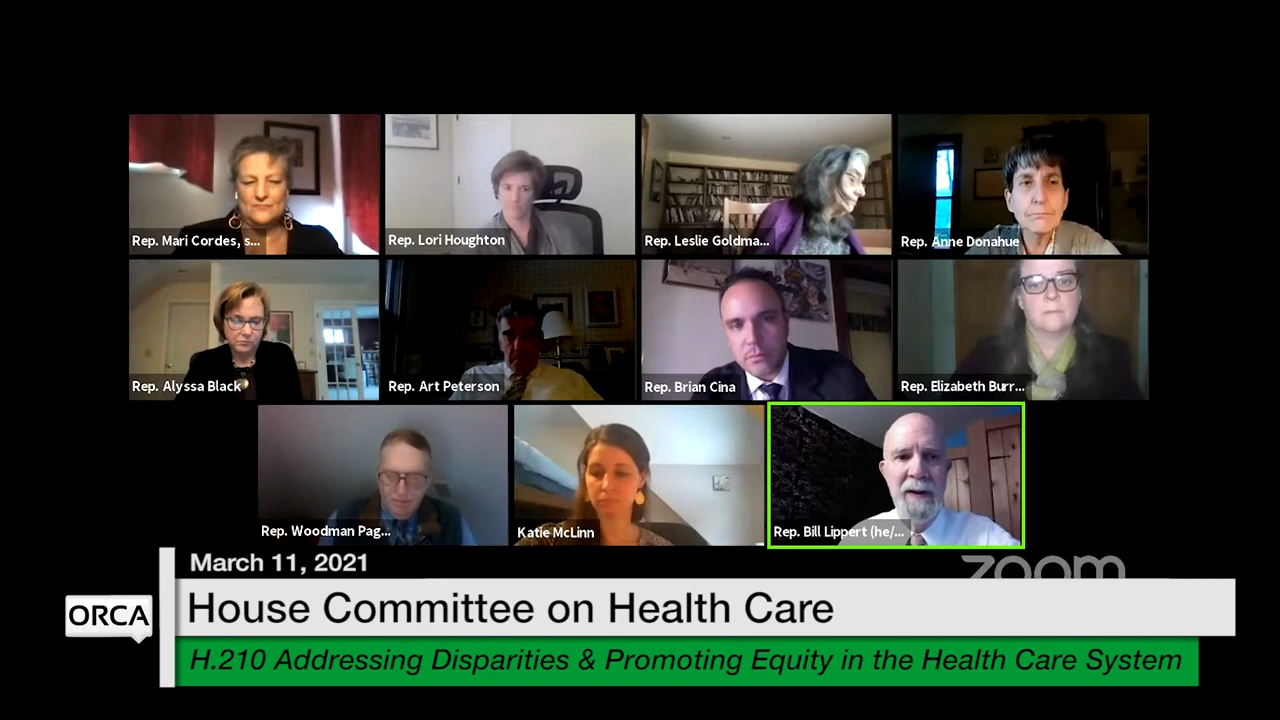 Rep. Mari Cordes, s...
Rep. Lori Houghton
Rep. Leslie Goldma...
Rep. Anne Donahue
Rep. Alyssa Black
Rep. Art Peterson
Rep. Brian Cina
Rep. Elizabeth Burr...
Rep. Woodman Pag...
Katie McLinn
Rep. Bill Lippert (he/...
zoom
March 11, 2021
ORCA
House Committee on Health Care
H.210 Addressing Disparities & Promoting Equity in the Health Care System